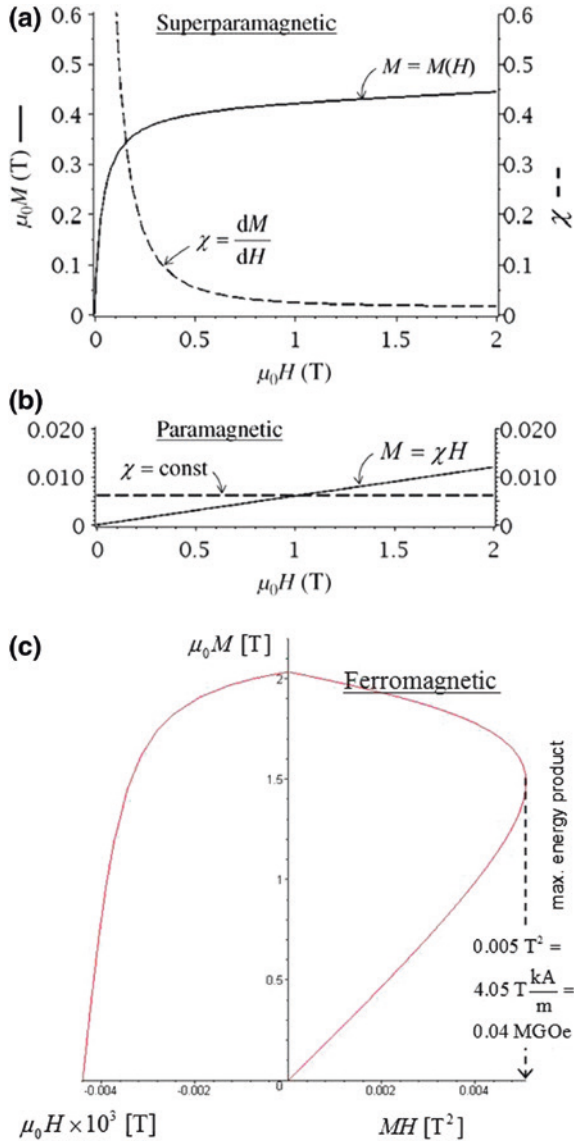 (a)
Superparamagnetic
M = M(H)
χ = dM/dH
μ₀M (T)
χ
0.6
0.5
0.4
0.3
0.2
0.1
0
0.6
0.5
0.4
0.3
0.2
0.1
0
0 0.5 1 1.5 2
μ₀H (T)
(b)
Paramagnetic
χ = const
M = χH
0.020
0.010
0
0.020
0.010
0
0 0.5 1.0 1.5 2
μ₀H (T)
(c)
μ₀M [T]
Ferromagnetic
2
1.5
1
0.5
0
max. energy product
0.005 T² =
4.05 T kA/m =
0.04 MGOe
-0.004 -0.002 0.002 0.004
μ₀H × 10³ [T]
MH [T²]